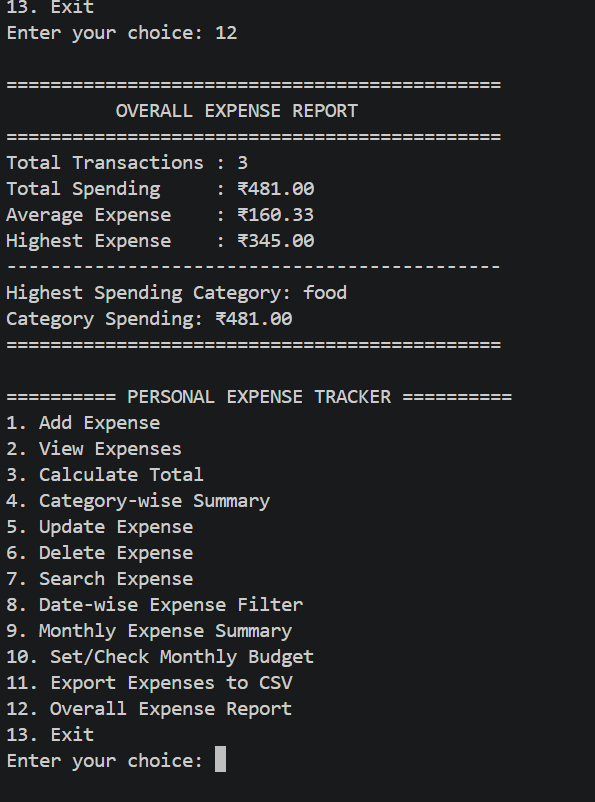 13. Exit
Enter your choice: 12
=============================================
OVERALL EXPENSE REPORT
=============================================
Total Transactions : 3
Total Spending     : ₹481.00
Average Expense    : ₹160.33
Highest Expense    : ₹345.00
---------------------------------------------
Highest Spending Category: food
Category Spending: ₹481.00
=============================================
========== PERSONAL EXPENSE TRACKER ==========
1. Add Expense
2. View Expenses
3. Calculate Total
4. Category-wise Summary
5. Update Expense
6. Delete Expense
7. Search Expense
8. Date-wise Expense Filter
9. Monthly Expense Summary
10. Set/Check Monthly Budget
11. Export Expenses to CSV
12. Overall Expense Report
13. Exit
Enter your choice: